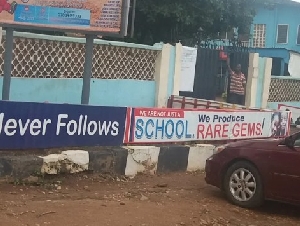 Never Follows
WE ARE NOT JUST A
SCHOOL.
We Produce
RARE GEMS!